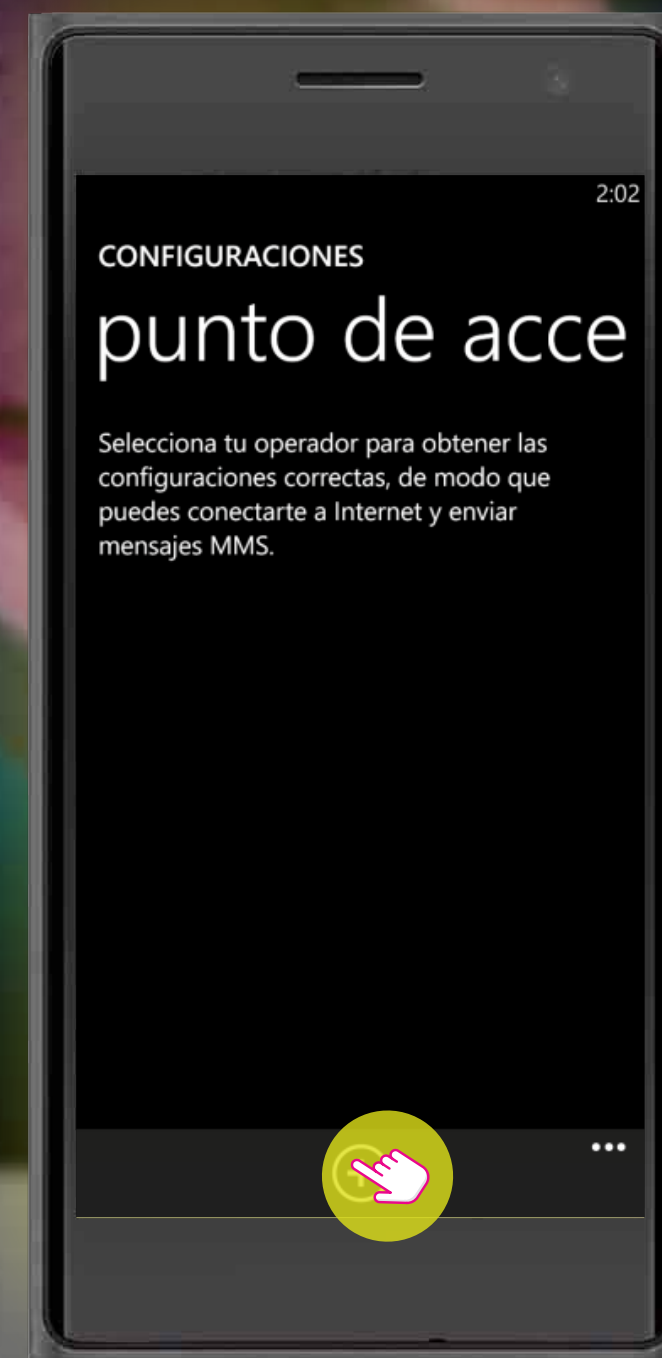 2:02
CONFIGURACIONES
punto de acce
Selecciona tu operador para obtener las
configuraciones correctas, de modo que
puedes conectarte a Internet y enviar
mensajes MMS.